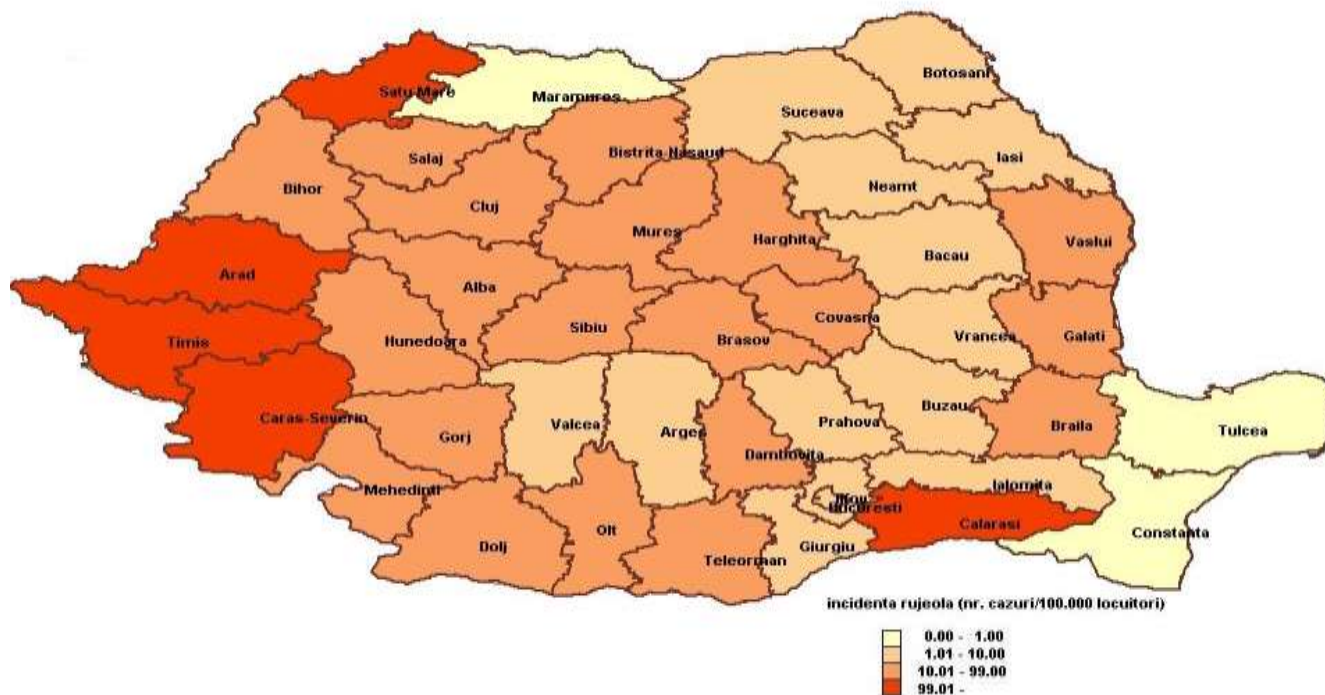 Botosani
Satu-Mare
Maramures
Suceava
Salaj
Bistrita-Nasaud
Iasi
Bihor
Neamt
Cluj
Mures
Harghita
Vaslui
Bacau
Arad
Alba
Covasna
Sibiu
Timis
Hunedoara
Brasov
Vrancea
Galati
Caras-Severin
Buzau
Valcea
Prahova
Braila
Gorj
Arges
Tulcea
Dambovita
Mehedinti
Ialomita
Ilfov
Bucuresti
Calarasi
Olt
Constanta
Dolj
Giurgiu
Teleorman
incidenta rujeola (nr. cazuri/100.000 locuitori)
0.00 - 1.00
1.01 - 10.00
10.01 - 99.00
99.01 -